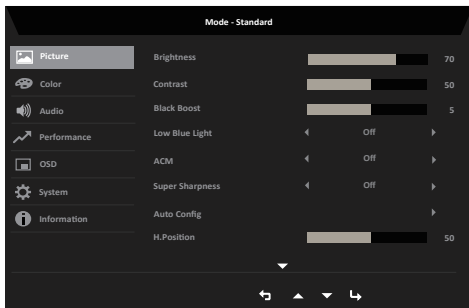 Mode - Standard
Picture
Brightness 70
Color
Contrast 50
Audio
Black Boost 5
Performance
Low Blue Light Off
OSD
ACM Off
System
Super Sharpness Off
Information
Auto Config
H.Position 50